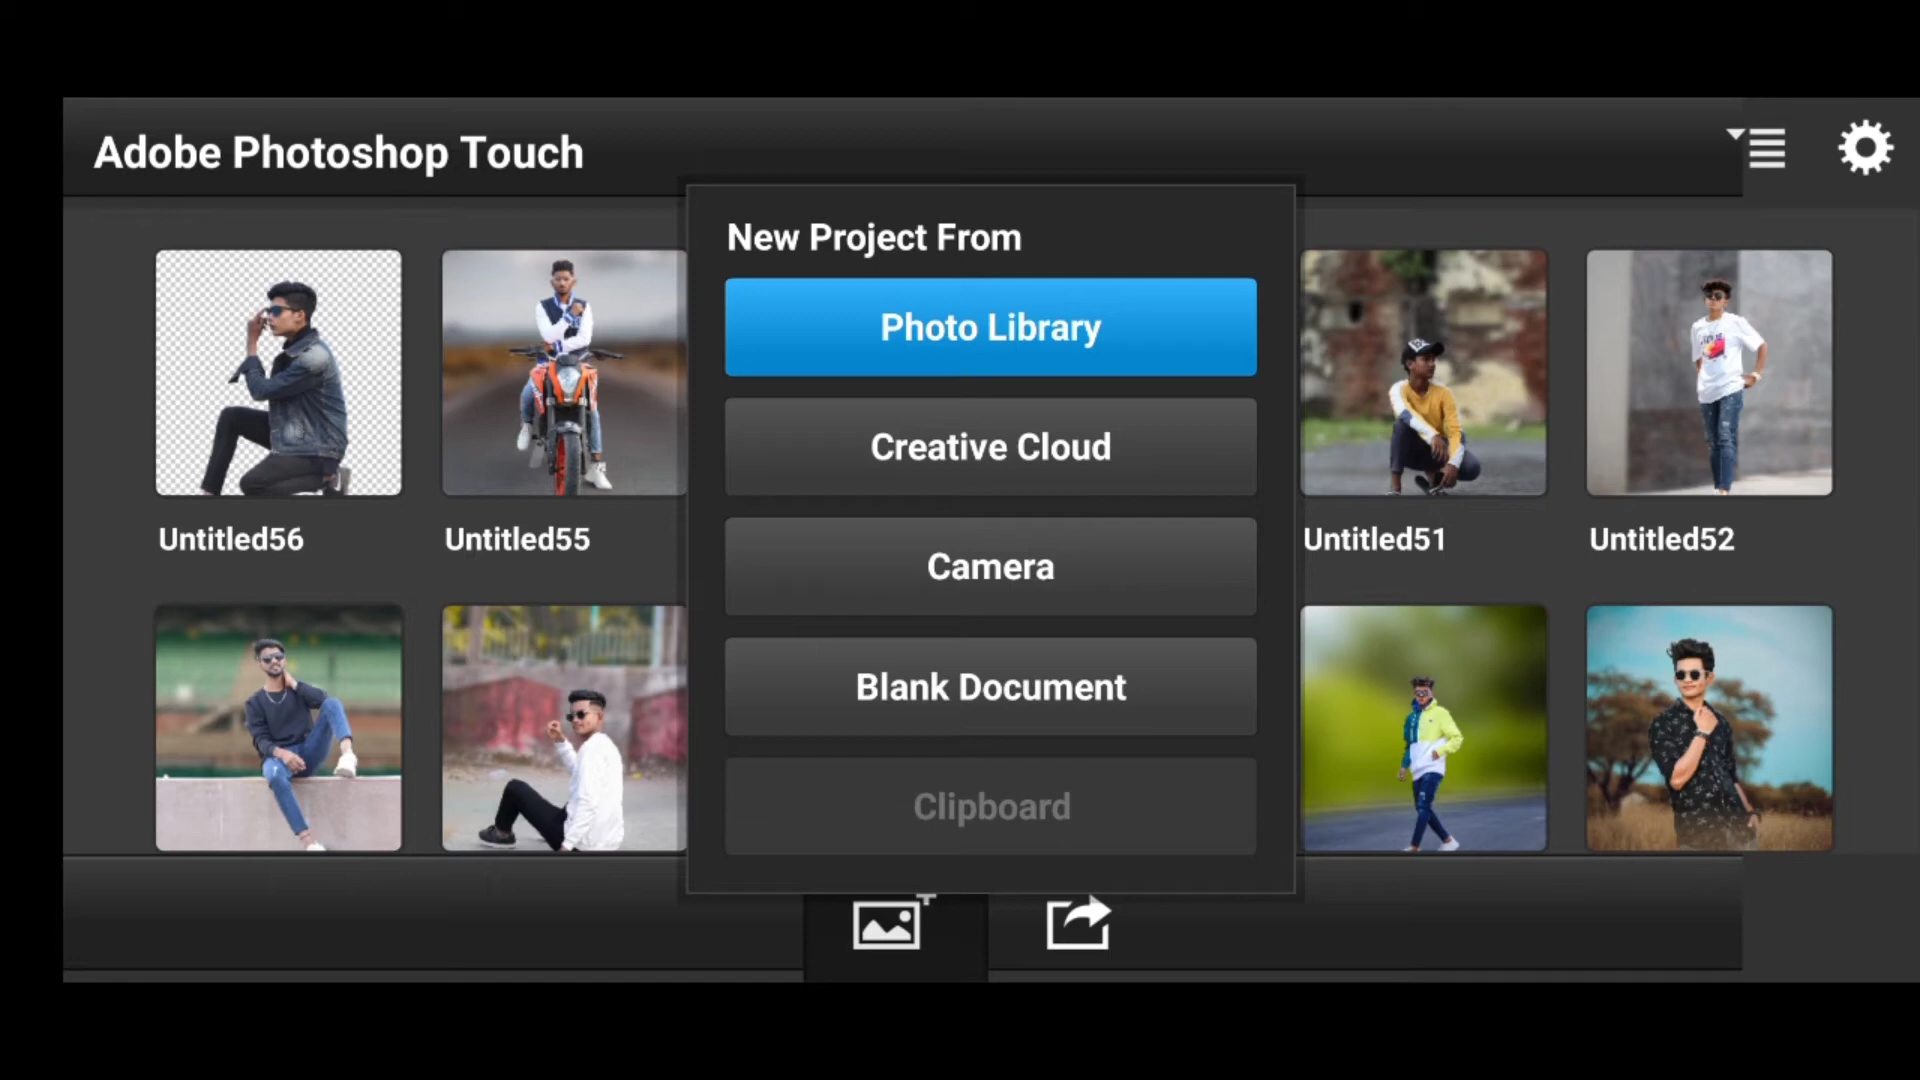 Adobe Photoshop Touch
New Project From
Photo Library
Creative Cloud
Camera
Blank Document
Clipboard
Untitled56
Untitled55
Untitled51
Untitled52